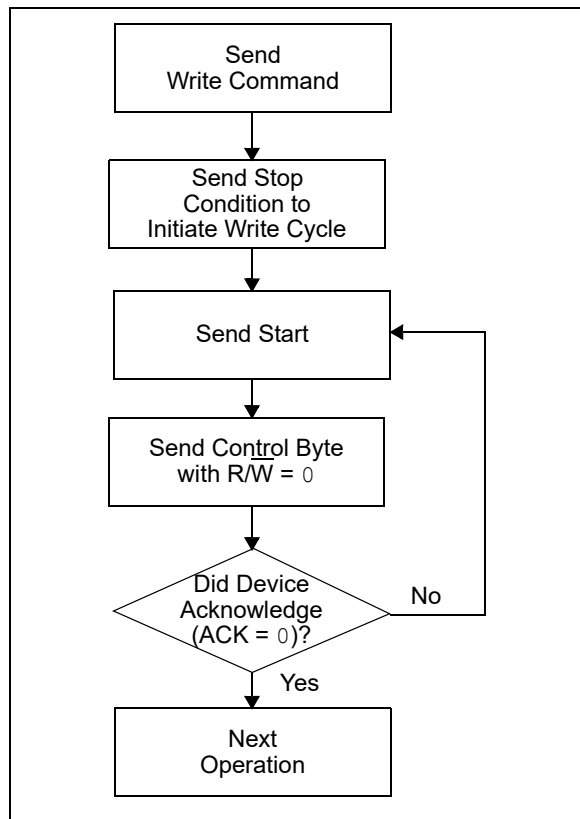 Send
Write Command
Send Stop
Condition to
Initiate Write Cycle
Send Start
Send Control Byte
with R/W̅ = 0
Did Device
Acknowledge
(ACK = 0)?
No
Yes
Next
Operation